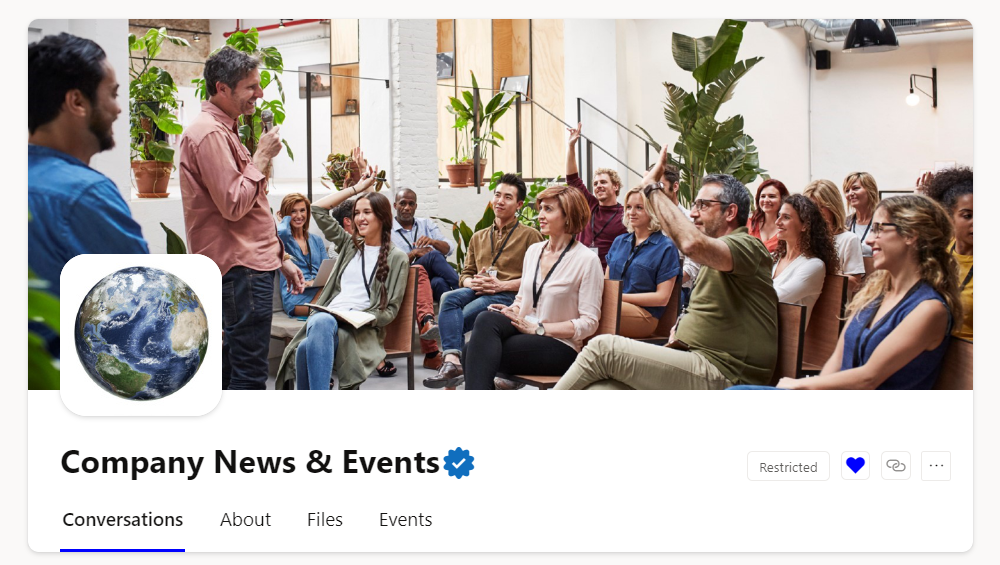 Company News & Events
Restricted
Conversations About Files Events